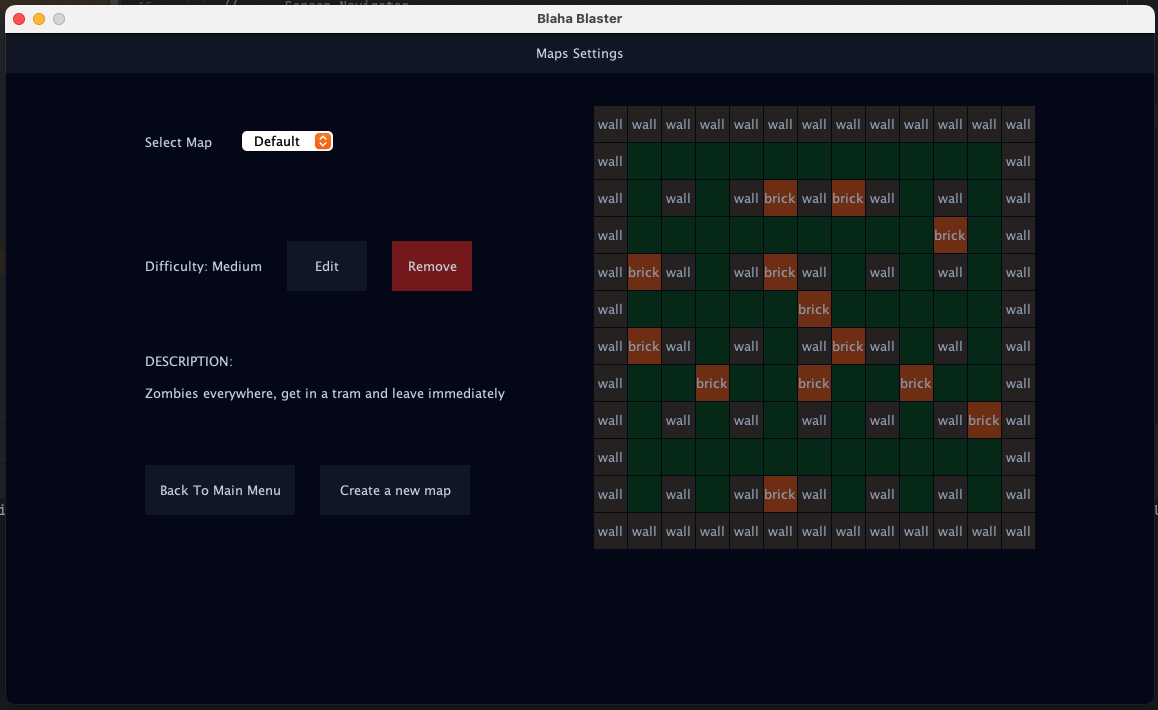 // Screen Navigator
Blaha Blaster
Maps Settings
Select Map Default
Difficulty: Medium Edit Remove
DESCRIPTION:
Zombies everywhere, get in a tram and leave immediately
Back To Main Menu Create a new map
wall wall wall wall wall wall wall wall wall wall wall wall wall
wall wall
wall wall wall brick wall brick wall wall wall
wall brick wall
wall brick wall wall brick wall wall wall wall
wall brick wall
wall brick wall wall wall brick wall wall wall
wall brick brick brick wall
wall wall wall wall wall wall brick wall
wall wall
wall wall wall brick wall wall wall wall
wall wall wall wall wall wall wall wall wall wall wall wall wall